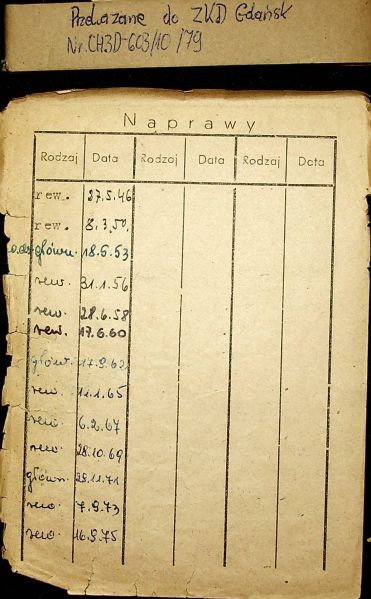 Przekazane do ZKD Gdańsk
Nr. CH3D-603/10/79
Naprawy
Rodzaj Data Rodzaj Data Rodzaj Data
rew. 27.5.46
rew. 8.3.50.
główn. 18.6.53
rew. 31.1.56
rew. 28.6.58
rew. 17.6.60
główn. 17.9.62
rew. 11.1.65
rew. 6.2.67
rew. 28.10.69
główn. 29.11.71
rew. 7.9.73
rew. 16.9.75